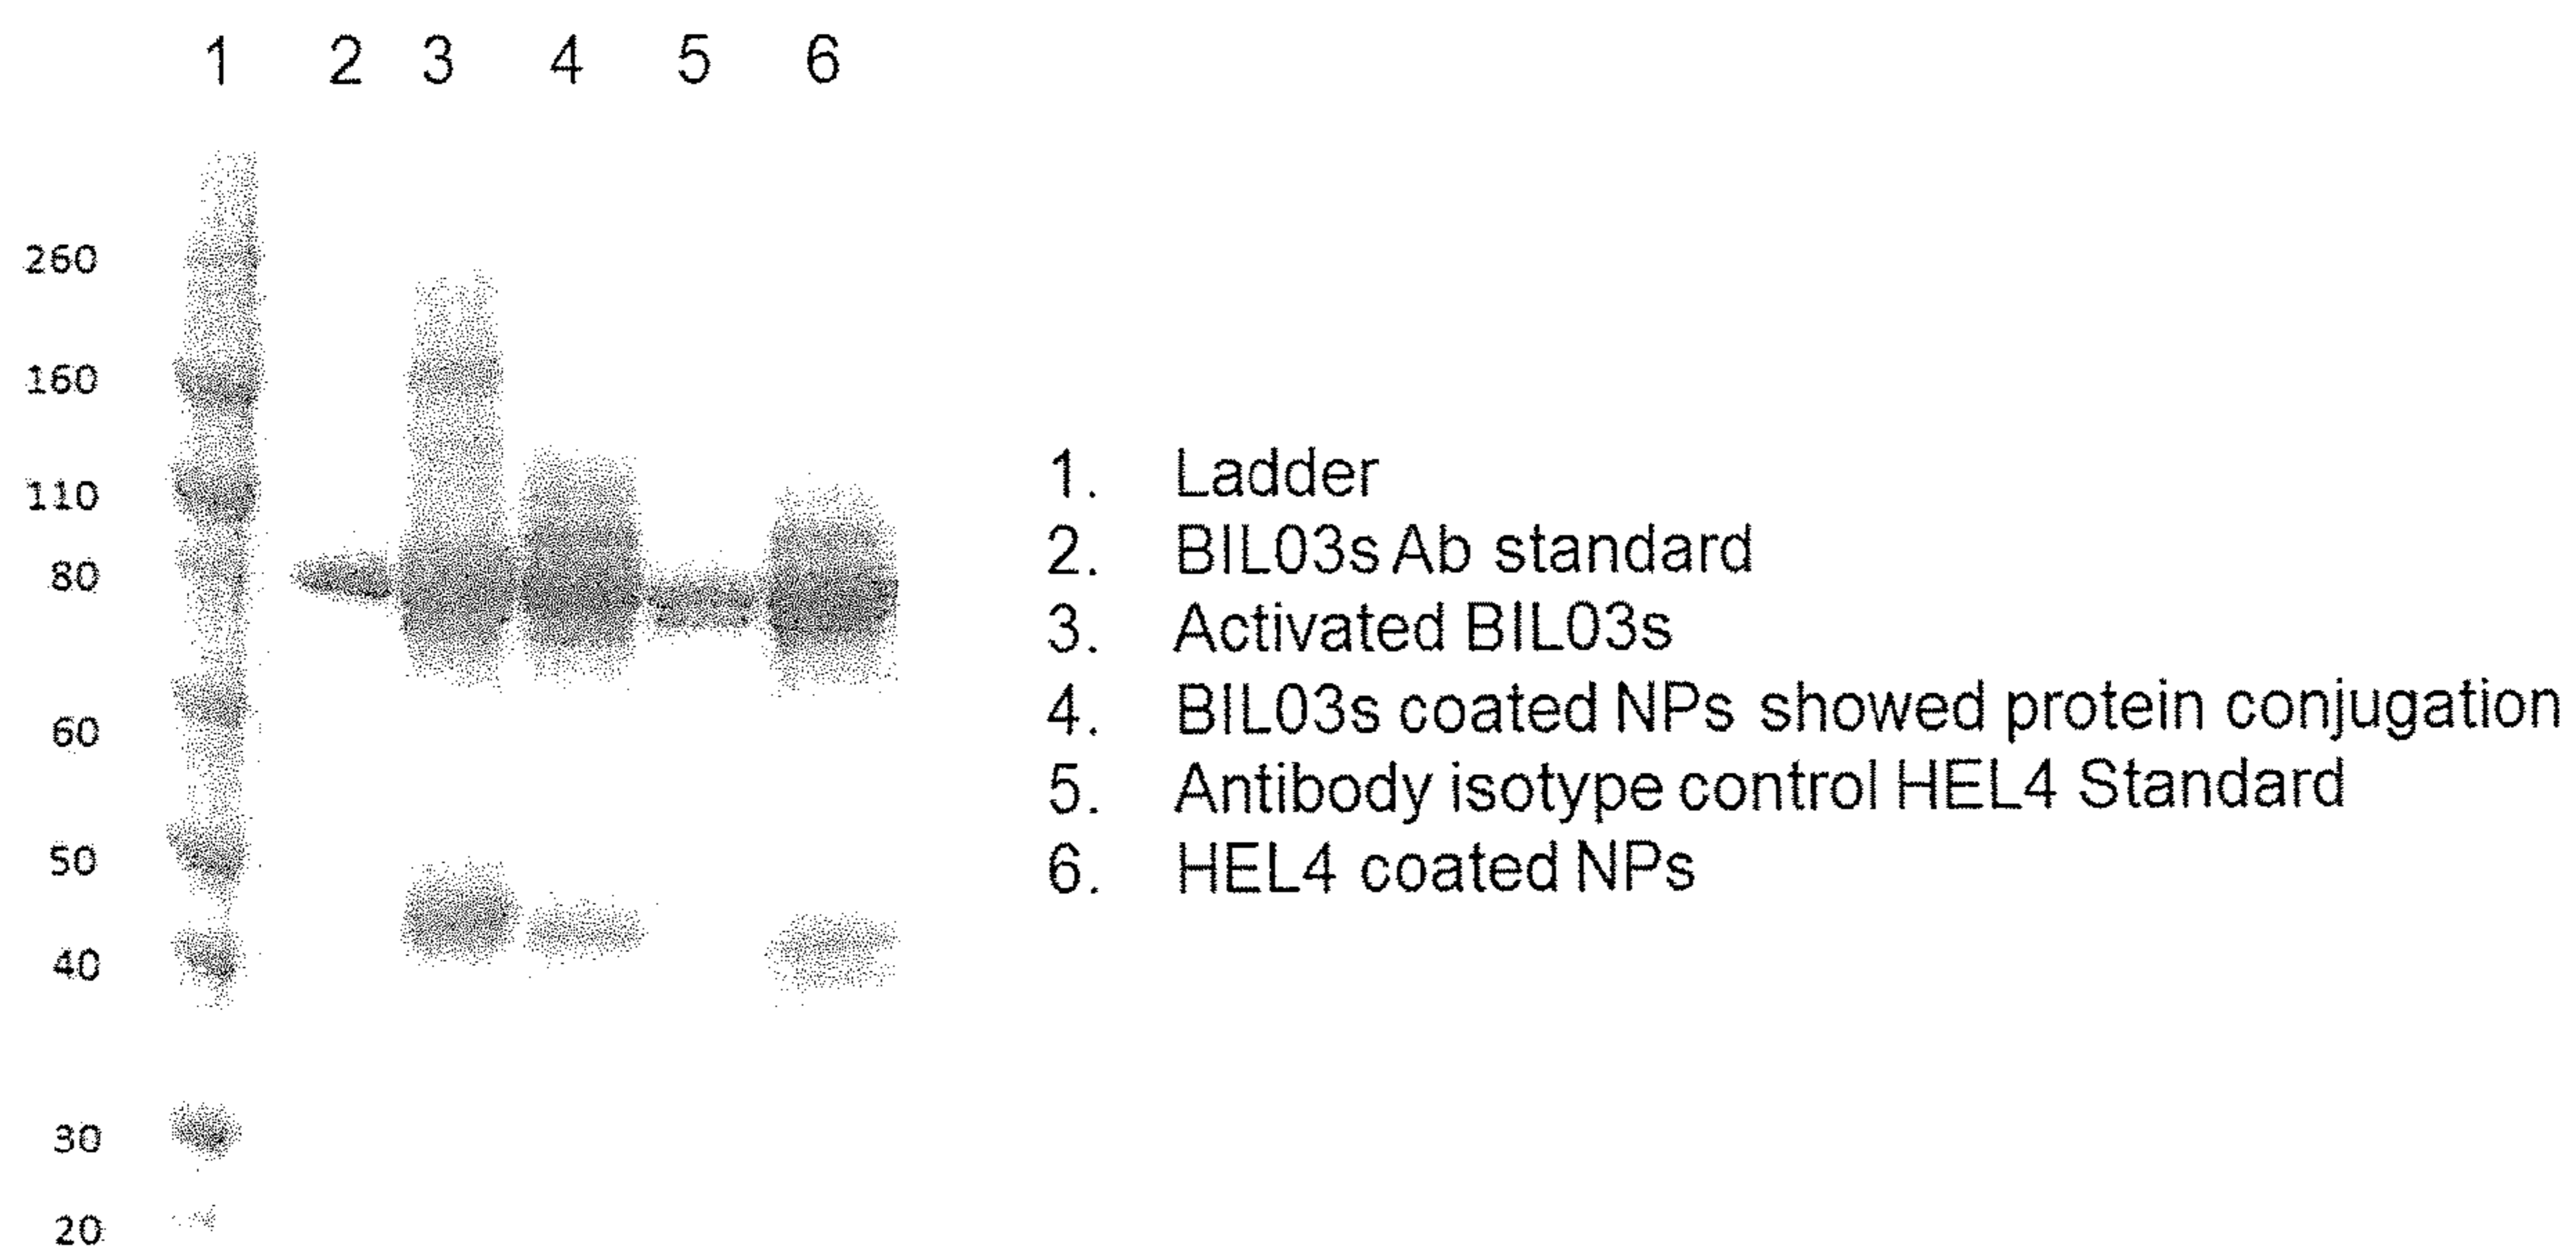 1 2 3 4 5 6
260
160
110
80
60
50
40
30
20
1. Ladder
2. BIL03s Ab standard
3. Activated BIL03s
4. BIL03s coated NPs showed protein conjugation
5. Antibody isotype control HEL4 Standard
6. HEL4 coated NPs